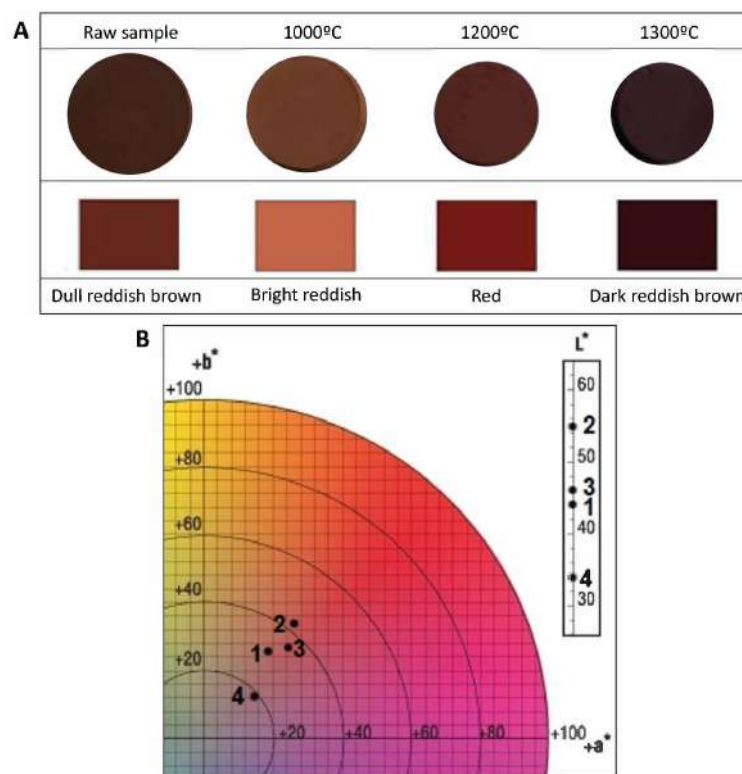 A
Raw sample 1000ºC 1200ºC 1300ºC
Dull reddish brown Bright reddish Red Dark reddish brown
B
+b*
L*
+100
60
2
+80
50
3
1
+60
40
+40
4
30
2
1
3
+20
4
+20 +40 +60 +80 +100
+a*